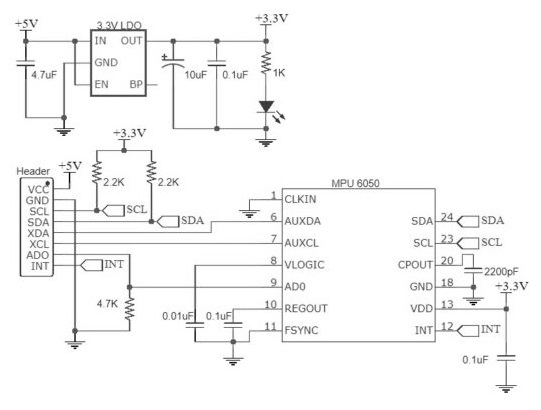 +5V
3.3V LDO
+3.3V
IN OUT
GND
EN BP
4.7uF
10uF
0.1uF
1K
+3.3V
Header
+5V
2.2K
2.2K
VCC
GND
SCL
SDA
XDA
XCL
ADO
INT
SCL
SDA
INT
4.7K
0.01uF
0.1uF
MPU 6050
1 CLKIN
6 AUXDA
7 AUXCL
8 VLOGIC
9 AD0
10 REGOUT
11 FSYNC
SDA 24 SDA
SCL 23 SCL
CPOUT 20
2200pF
GND 18
+3.3V
VDD 13
INT 12 INT
0.1uF